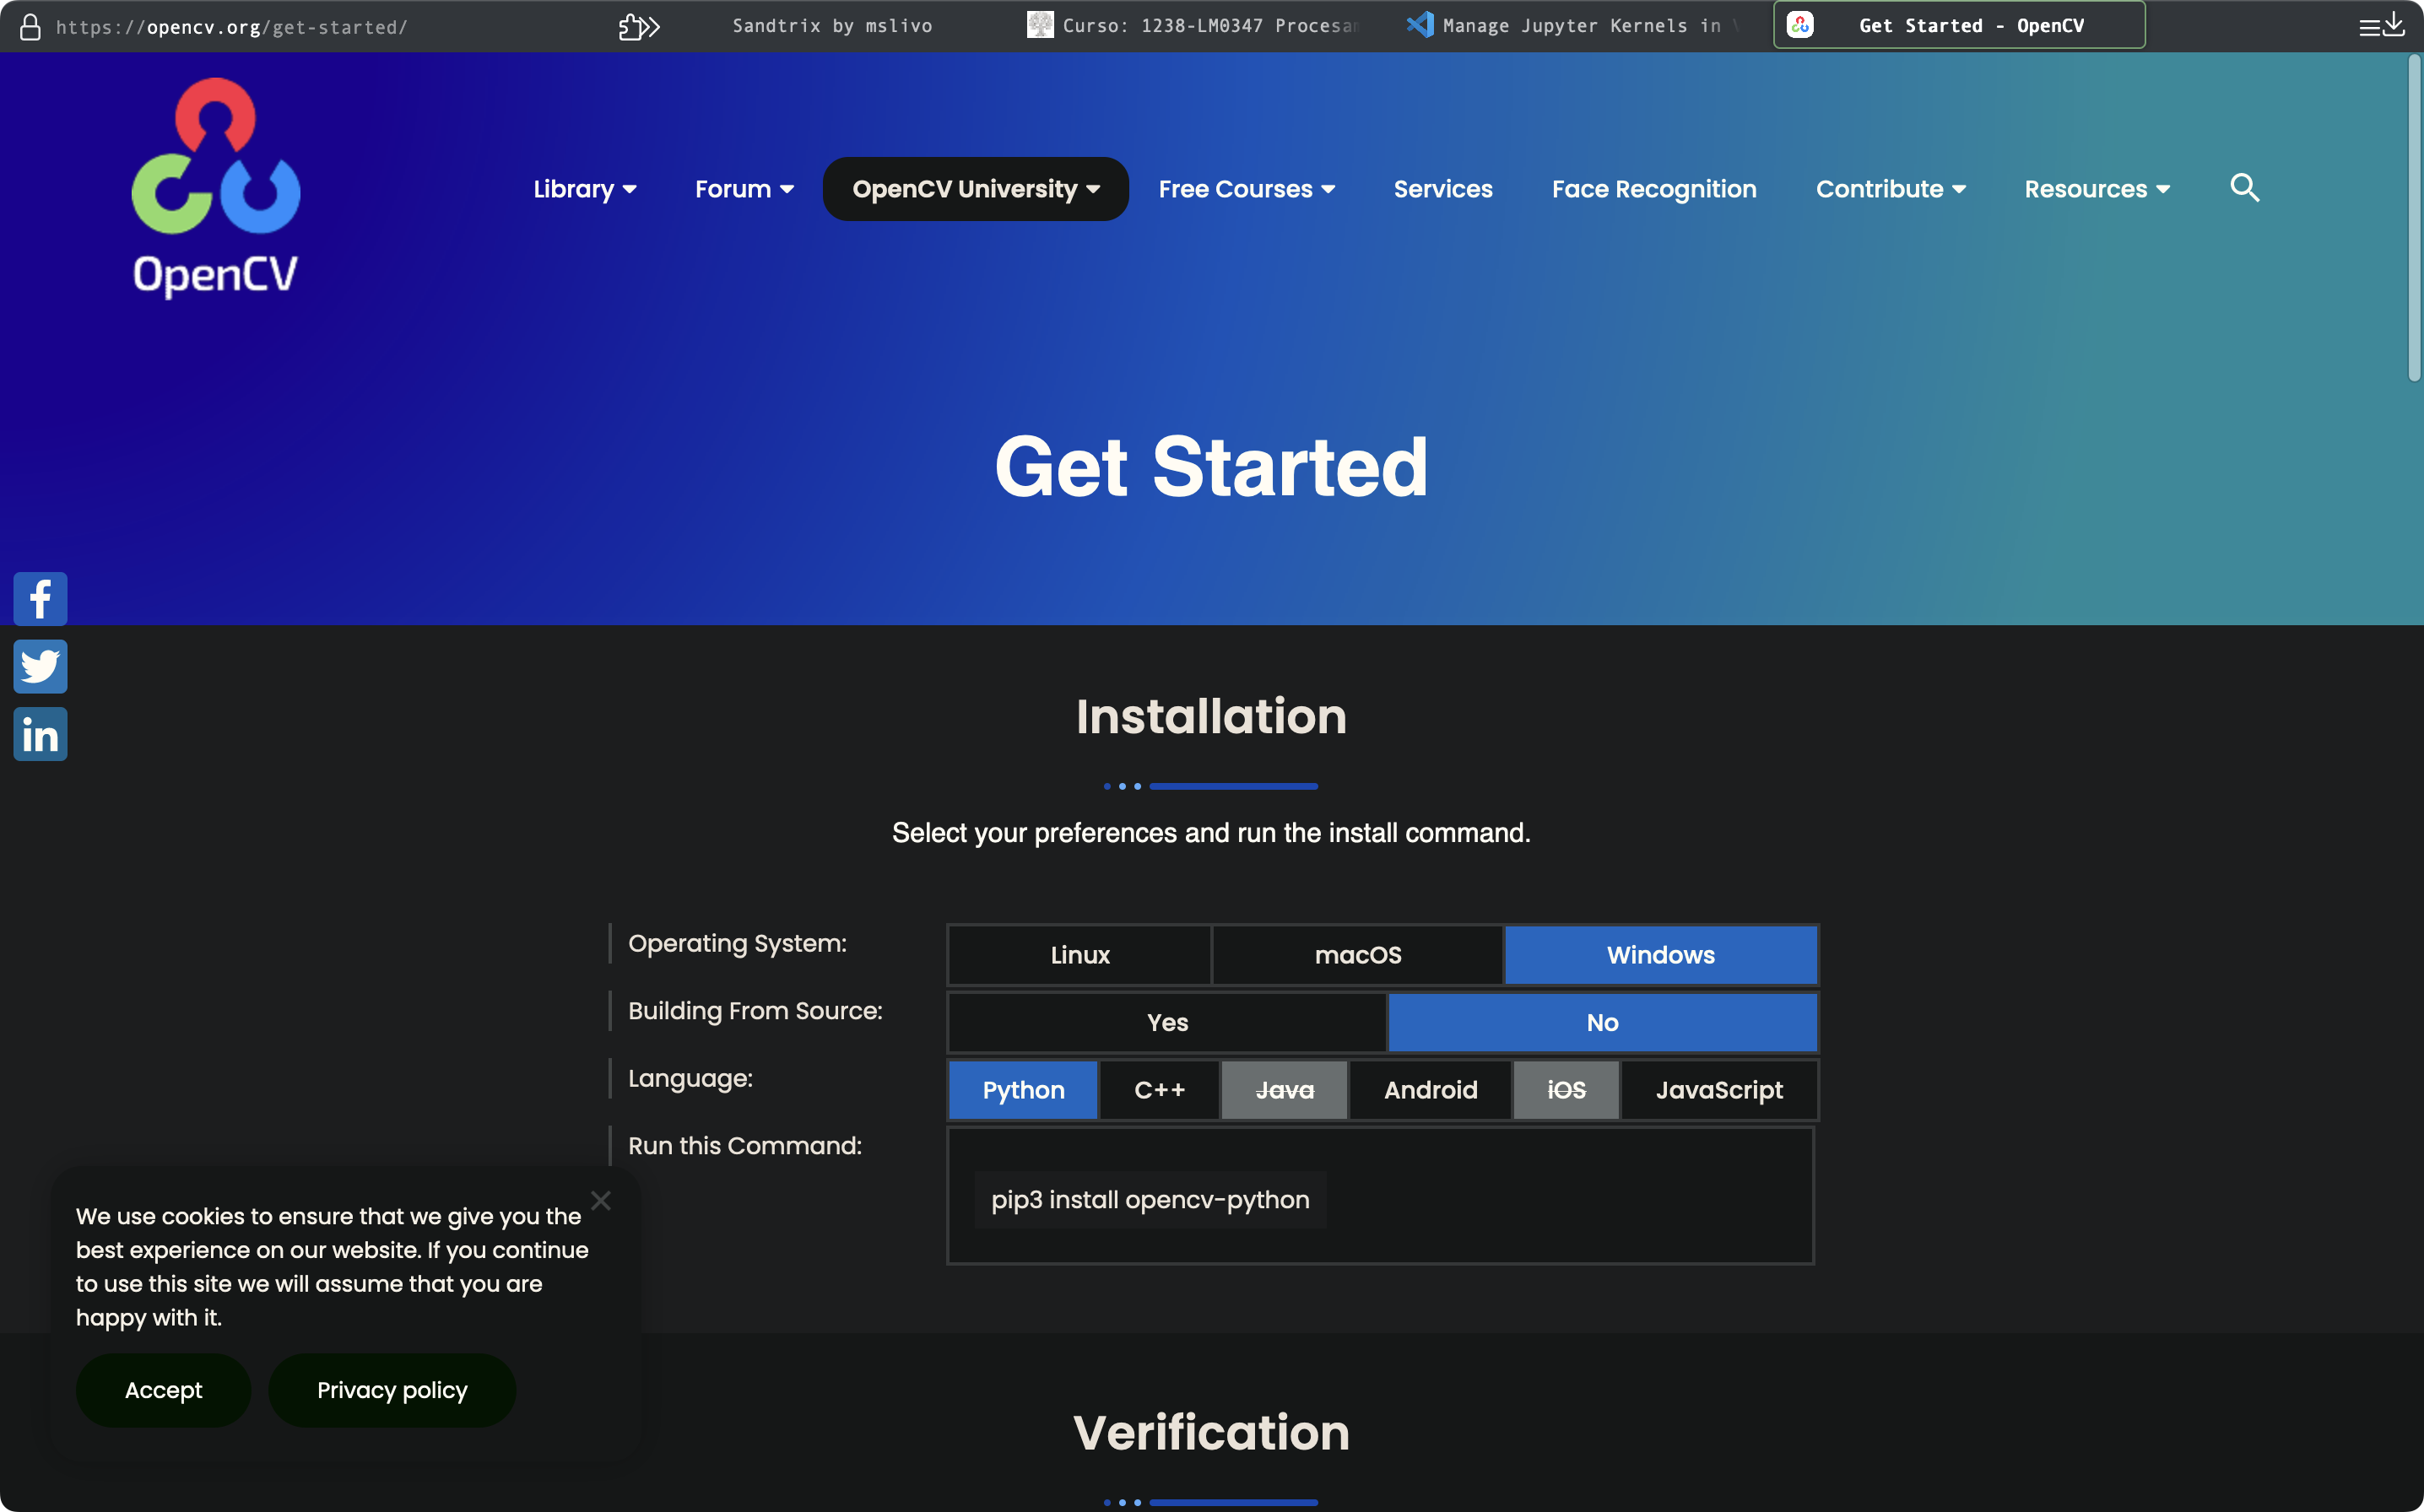 https://opencv.org/get-started/
Sandtrix by mslivo
Curso: 1238-LM0347 Procesam
Manage Jupyter Kernels in
Get Started - OpenCV
OpenCV
Library
Forum
OpenCV University
Free Courses
Services
Face Recognition
Contribute
Resources
Get Started
Installation
Select your preferences and run the install command.
Operating System:
Linux
macOS
Windows
Building From Source:
Yes
No
Language:
Python
C++
Java
Android
iOS
JavaScript
Run this Command:
pip3 install opencv-python
We use cookies to ensure that we give you the
best experience on our website. If you continue
to use this site we will assume that you are
happy with it.
Accept
Privacy policy
Verification